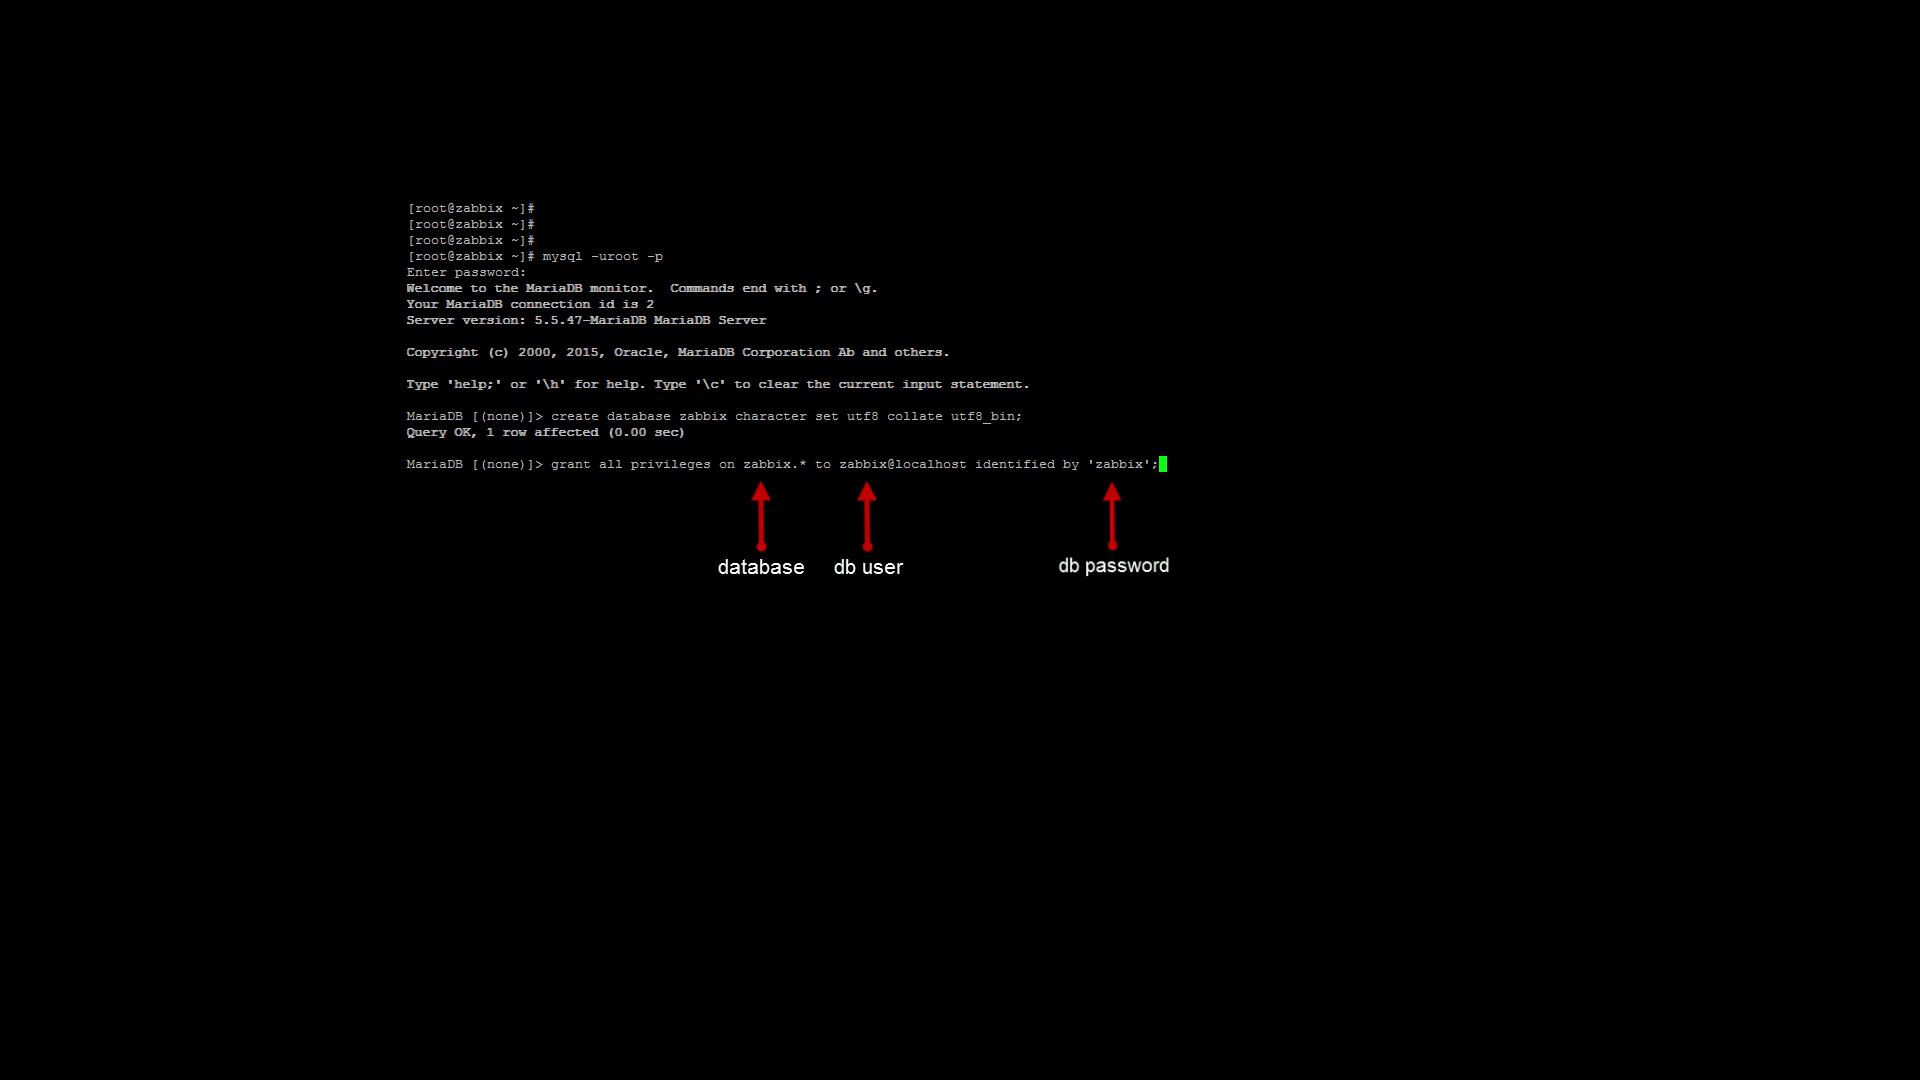 [root@zabbix ~]#
[root@zabbix ~]#
[root@zabbix ~]#
[root@zabbix ~]# mysql -uroot -p
Enter password:
Welcome to the MariaDB monitor.  Commands end with ; or \g.
Your MariaDB connection id is 2
Server version: 5.5.47-MariaDB MariaDB Server
Copyright (c) 2000, 2015, Oracle, MariaDB Corporation Ab and others.
Type 'help;' or '\h' for help. Type '\c' to clear the current input statement.
MariaDB [(none)]> create database zabbix character set utf8 collate utf8_bin;
Query OK, 1 row affected (0.00 sec)
MariaDB [(none)]> grant all privileges on zabbix.* to zabbix@localhost identified by 'zabbix';
database db user db password